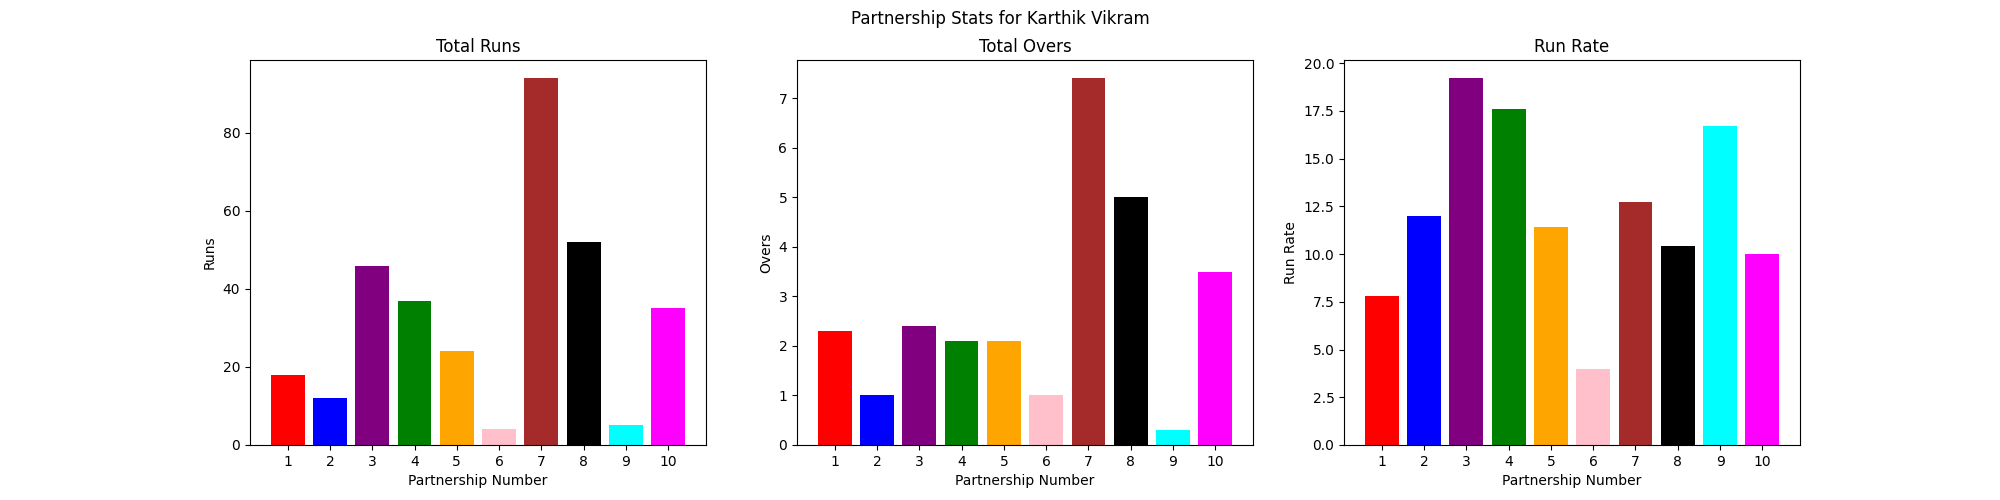 Partnership Stats for Karthik Vikram
Total Runs
Runs
80
60
40
20
0
1 2 3 4 5 6 7 8 9 10
Partnership Number
Total Overs
Overs
7
6
5
4
3
2
1
0
1 2 3 4 5 6 7 8 9 10
Partnership Number
Run Rate
Run Rate
20.0
17.5
15.0
12.5
10.0
7.5
5.0
2.5
0.0
1 2 3 4 5 6 7 8 9 10
Partnership Number